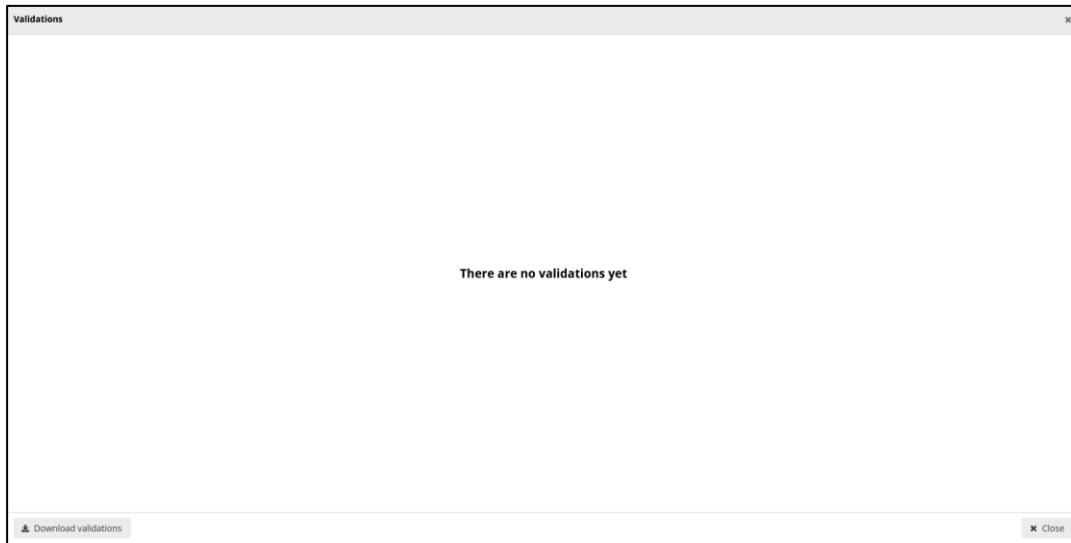 Validations
There are no validations yet
Download validations
Close